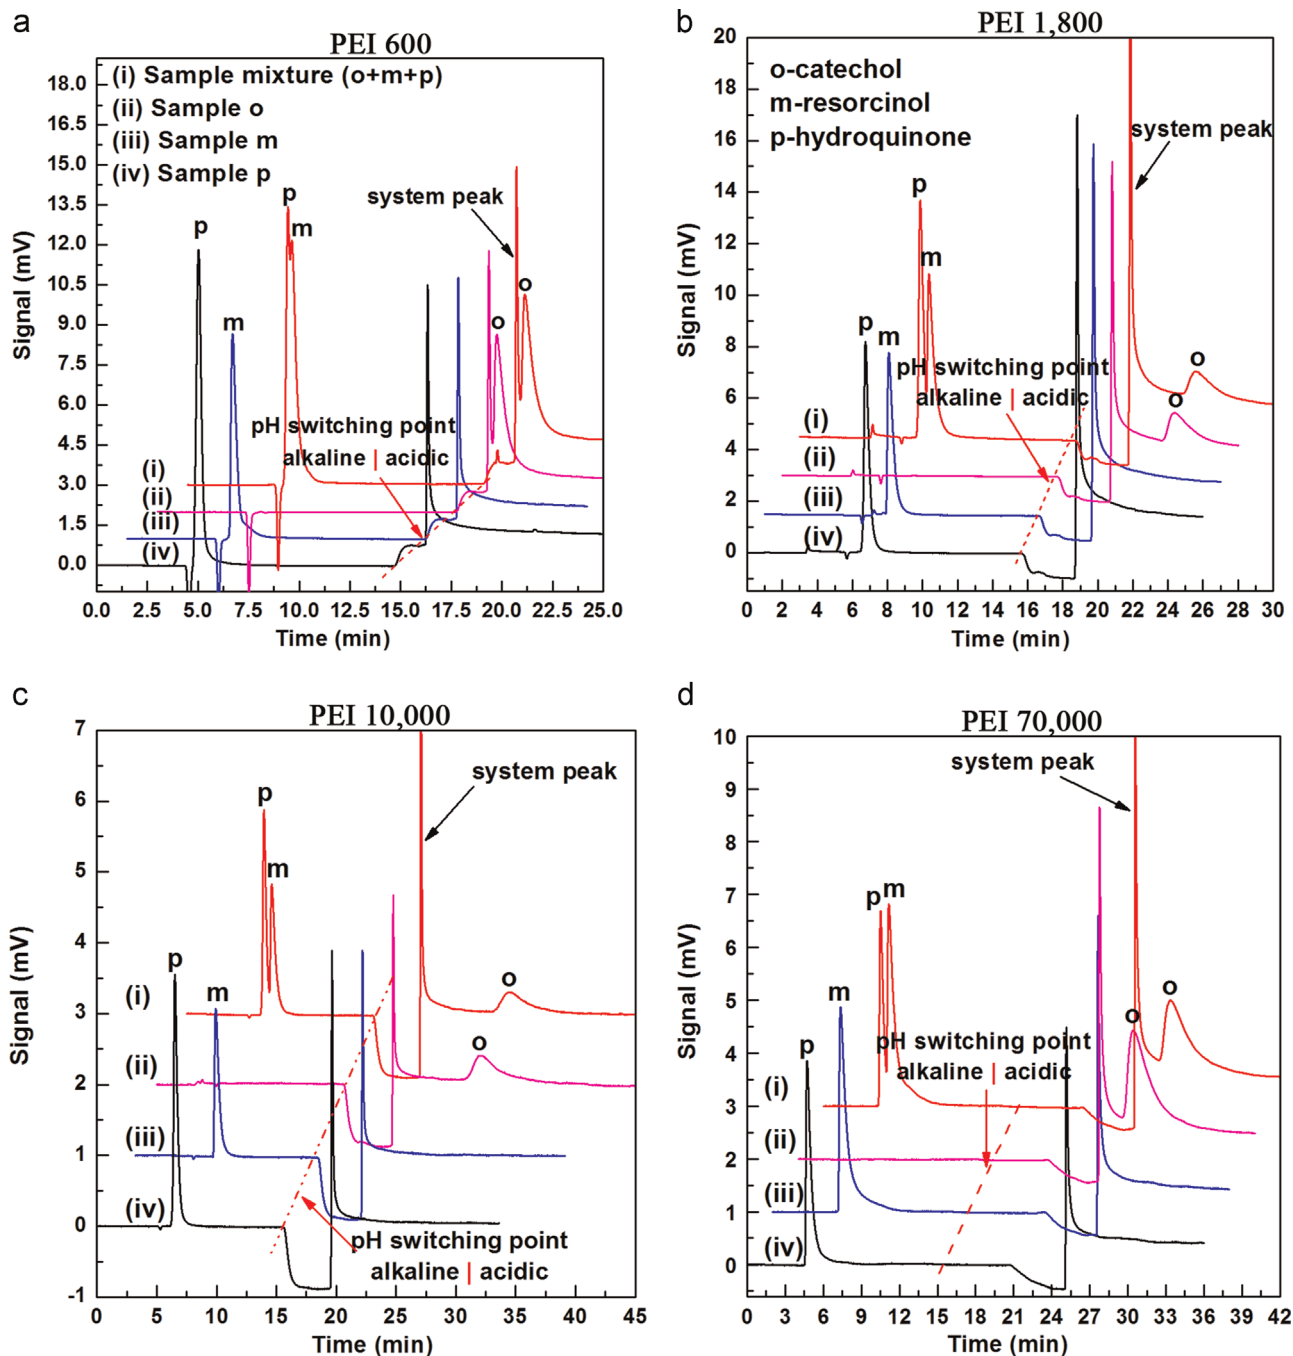 a
PEI 600
(i) Sample mixture (o+m+p)
(ii) Sample o
(iii) Sample m
(iv) Sample p
system peak
p
m
p
m
o
o
pH switching point
alkaline | acidic
(i)
(ii)
(iii)
(iv)
Signal (mV)
18.0
16.5
15.0
13.5
12.0
10.5
9.0
7.5
6.0
4.5
3.0
1.5
0.0
0.0 2.5 5.0 7.5 10.0 12.5 15.0 17.5 20.0 22.5 25.0
Time (min)
b
PEI 1,800
o-catechol
m-resorcinol
p-hydroquinone
system peak
p
m
p
m
o
o
pH switching point
alkaline | acidic
(i)
(ii)
(iii)
(iv)
Signal (mV)
20
18
16
14
12
10
8
6
4
2
0
0 2 4 6 8 10 12 14 16 18 20 22 24 26 28 30
Time (min)
c
PEI 10,000
system peak
p
m
p
m
o
o
(i)
(ii)
(iii)
(iv)
pH switching point
alkaline | acidic
Signal (mV)
7
6
5
4
3
2
1
0
-1
0 5 10 15 20 25 30 35 40 45
Time (min)
d
PEI 70,000
system peak
p m
m
p
o
o
pH switching point
alkaline | acidic
(i)
(ii)
(iii)
(iv)
Signal (mV)
10
9
8
7
6
5
4
3
2
1
0
0 3 6 9 12 15 18 21 24 27 30 33 36 39 42
Time (min)